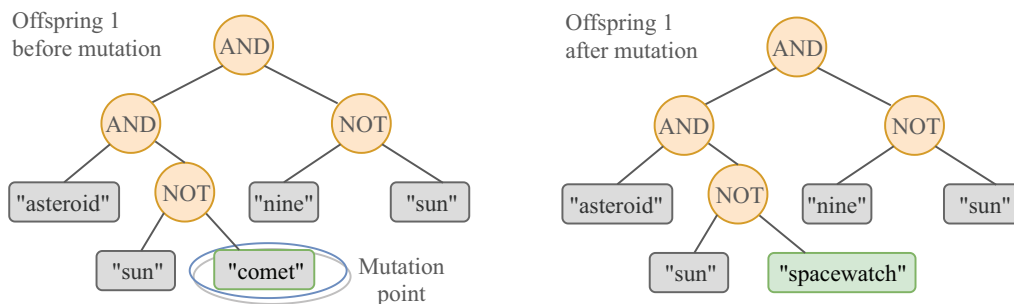 Offspring 1
before mutation
AND
AND
NOT
"asteroid"
NOT
"nine"
"sun"
"sun"
"comet"
Mutation
point
Offspring 1
after mutation
AND
AND
NOT
"asteroid"
NOT
"nine"
"sun"
"sun"
"spacewatch"